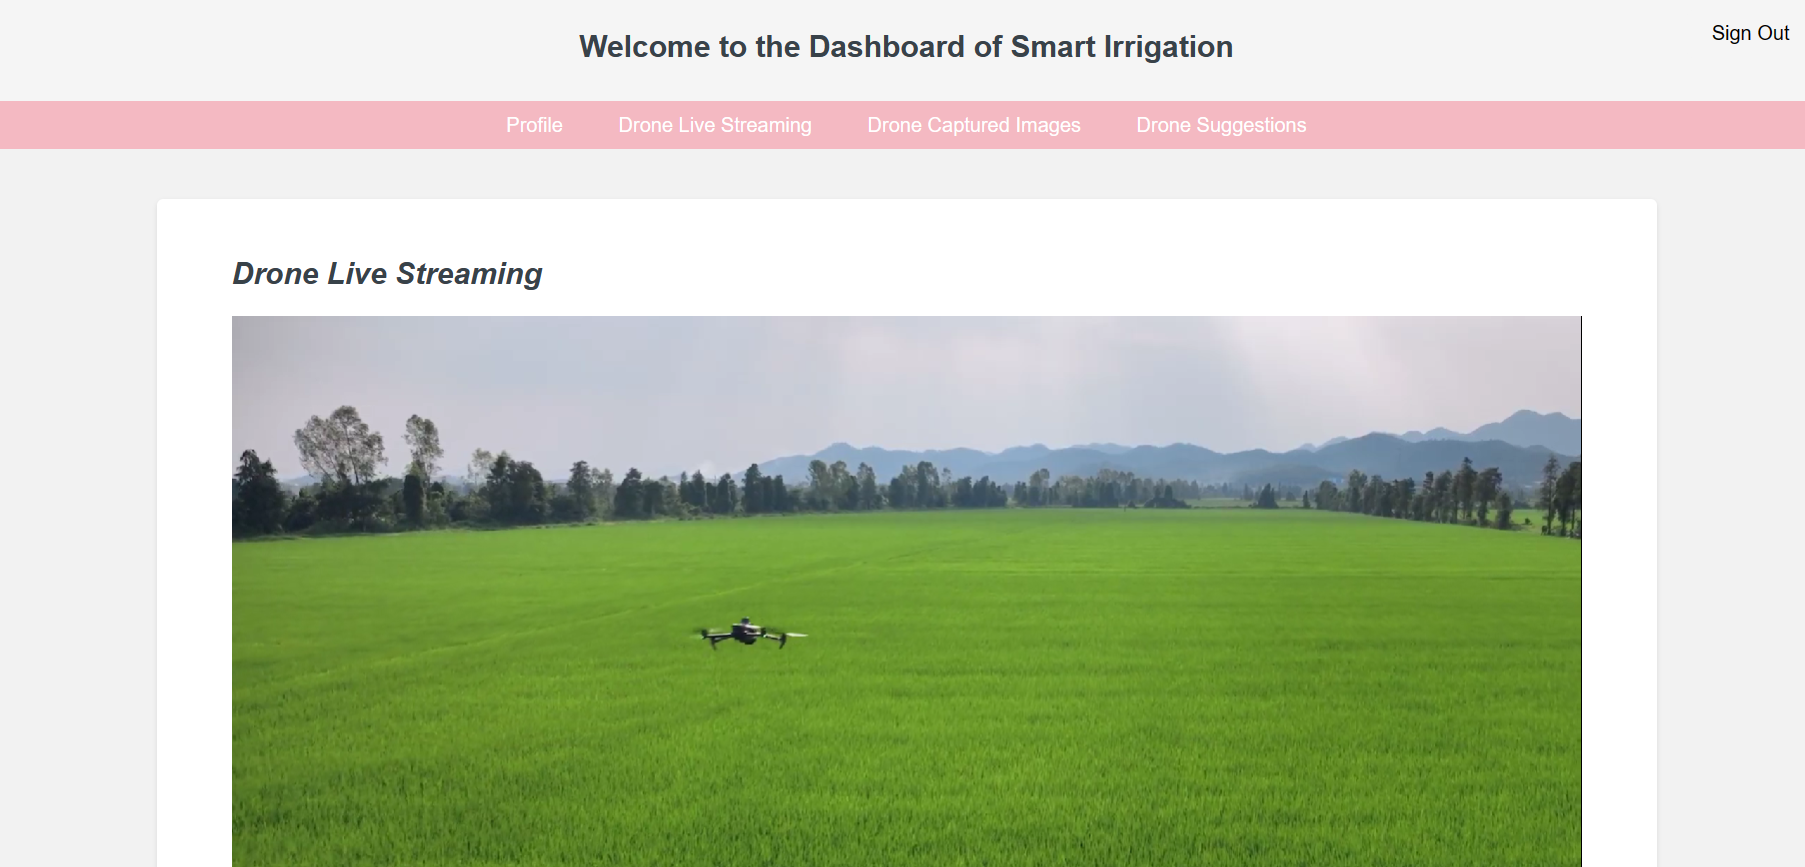 Welcome to the Dashboard of Smart Irrigation
Sign Out
Profile Drone Live Streaming Drone Captured Images Drone Suggestions
Drone Live Streaming